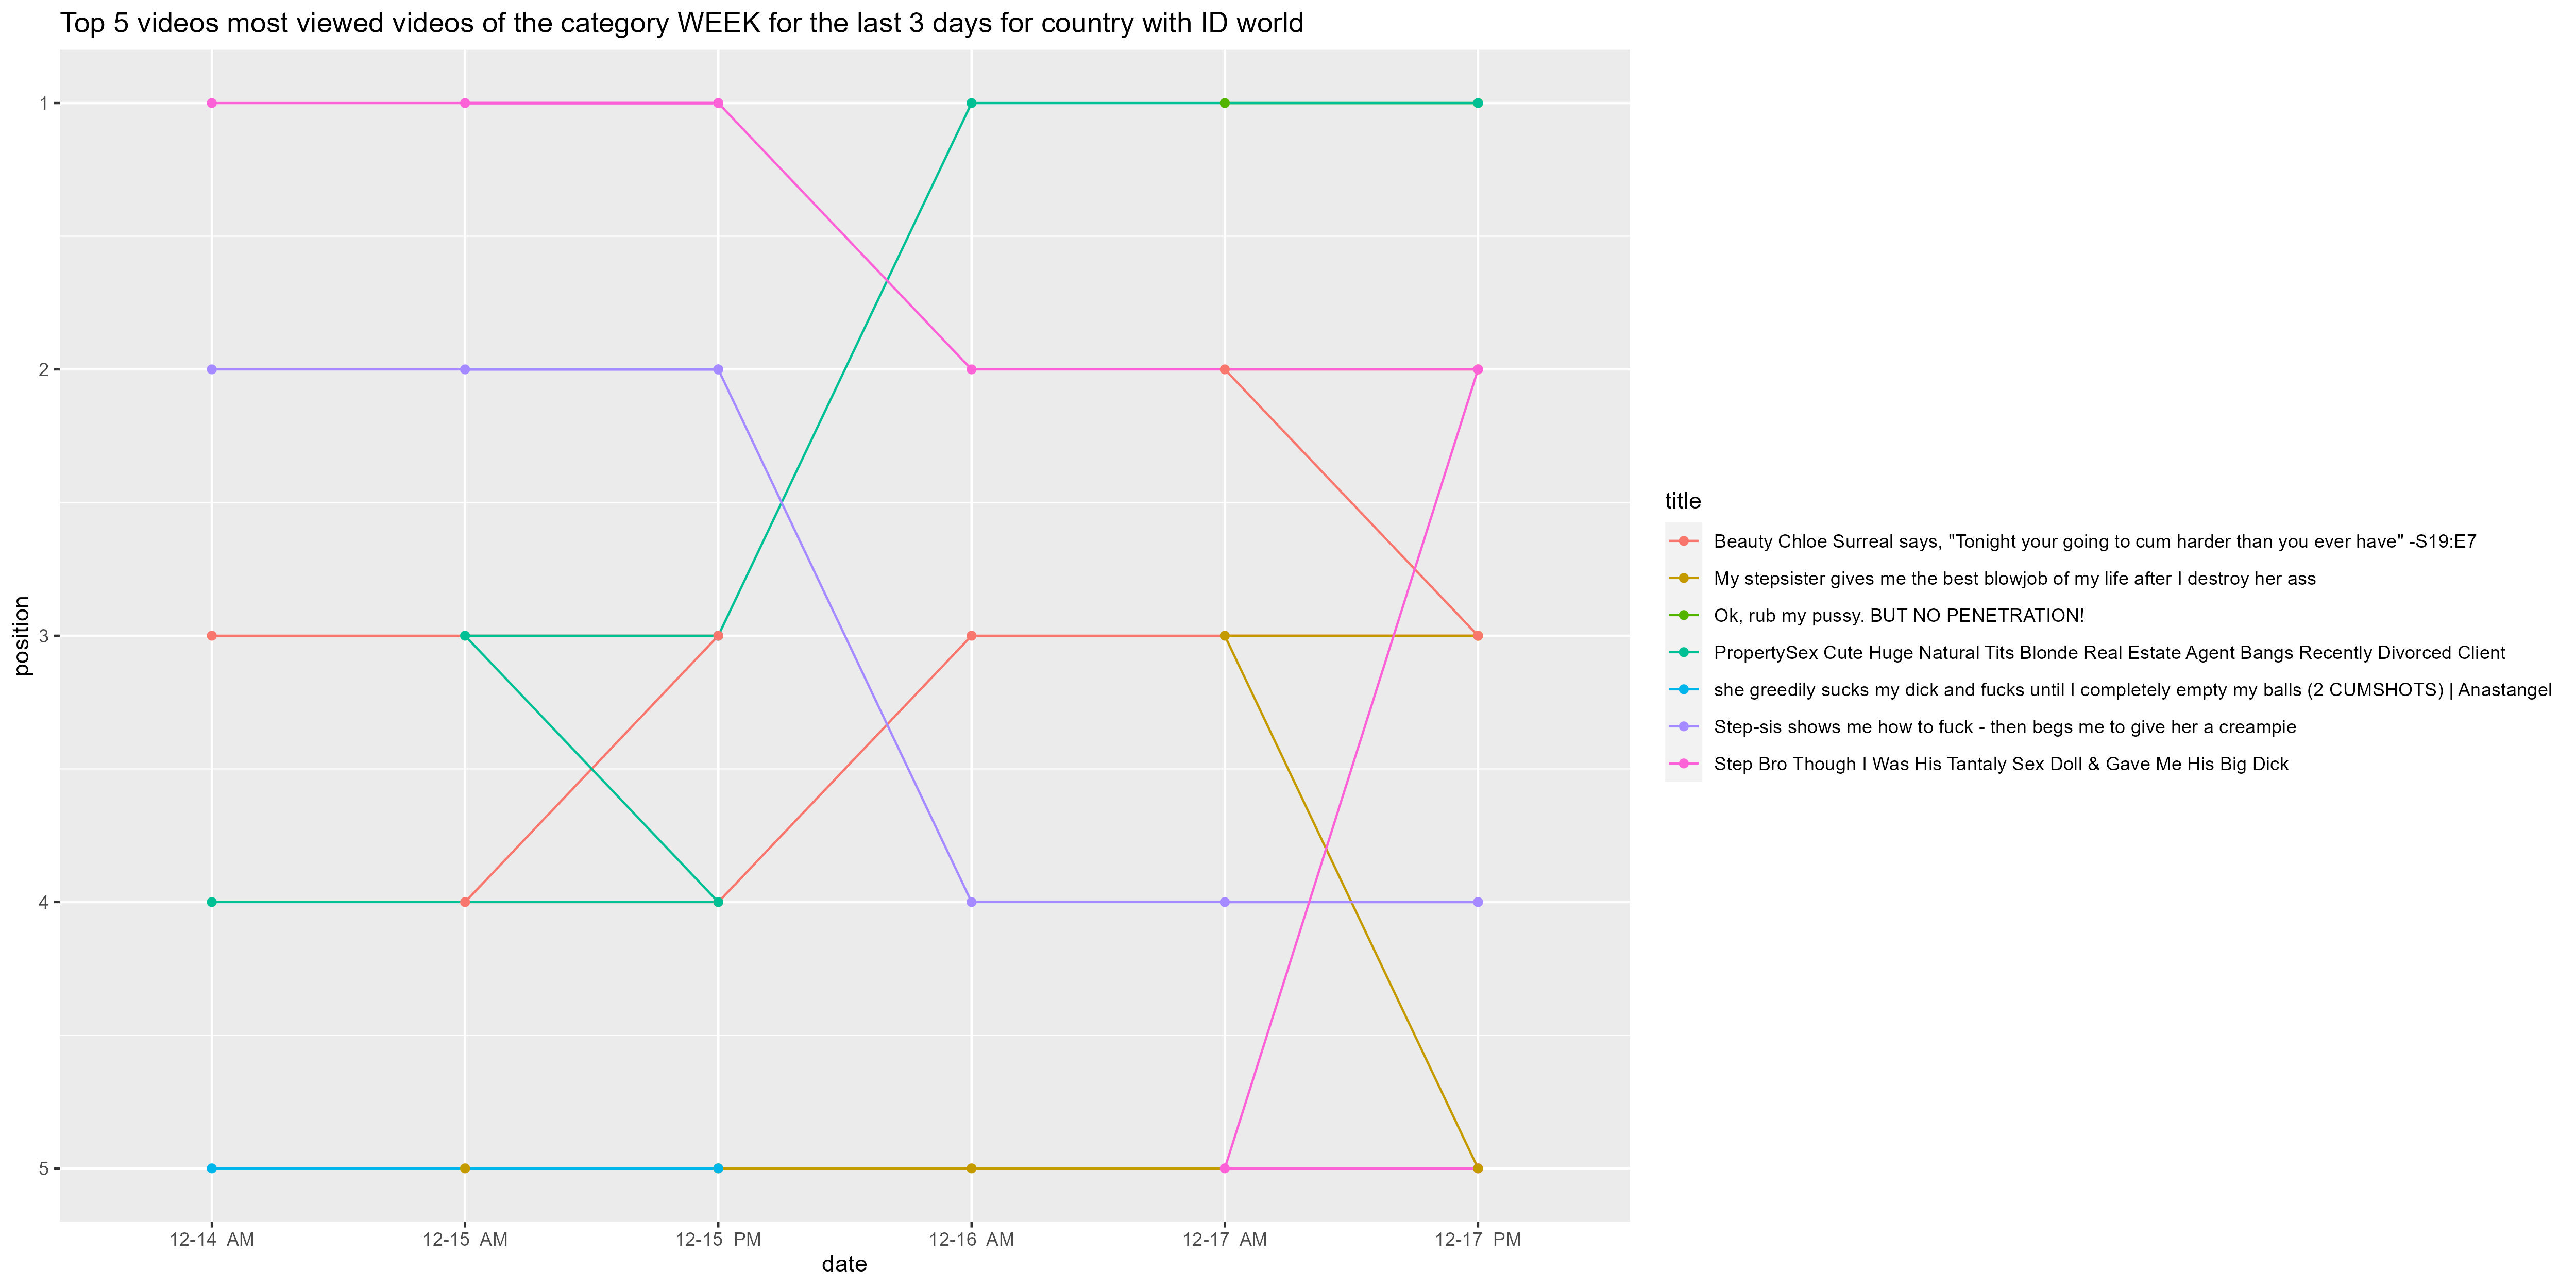 Top 5 videos most viewed videos of the category WEEK for the last 3 days for country with ID world
position
1
2
3
4
5
12-14 AM
12-15 AM
12-15 PM
12-16 AM
12-17 AM
12-17 PM
date
title
Beauty Chloe Surreal says, "Tonight your going to cum harder than you ever have" -S19:E7
My stepsister gives me the best blowjob of my life after I destroy her ass
Ok, rub my pussy. BUT NO PENETRATION!
PropertySex Cute Huge Natural Tits Blonde Real Estate Agent Bangs Recently Divorced Client
she greedily sucks my dick and fucks until I completely empty my balls (2 CUMSHOTS) | Anastangel
Step-sis shows me how to fuck - then begs me to give her a creampie
Step Bro Though I Was His Tantaly Sex Doll & Gave Me His Big Dick